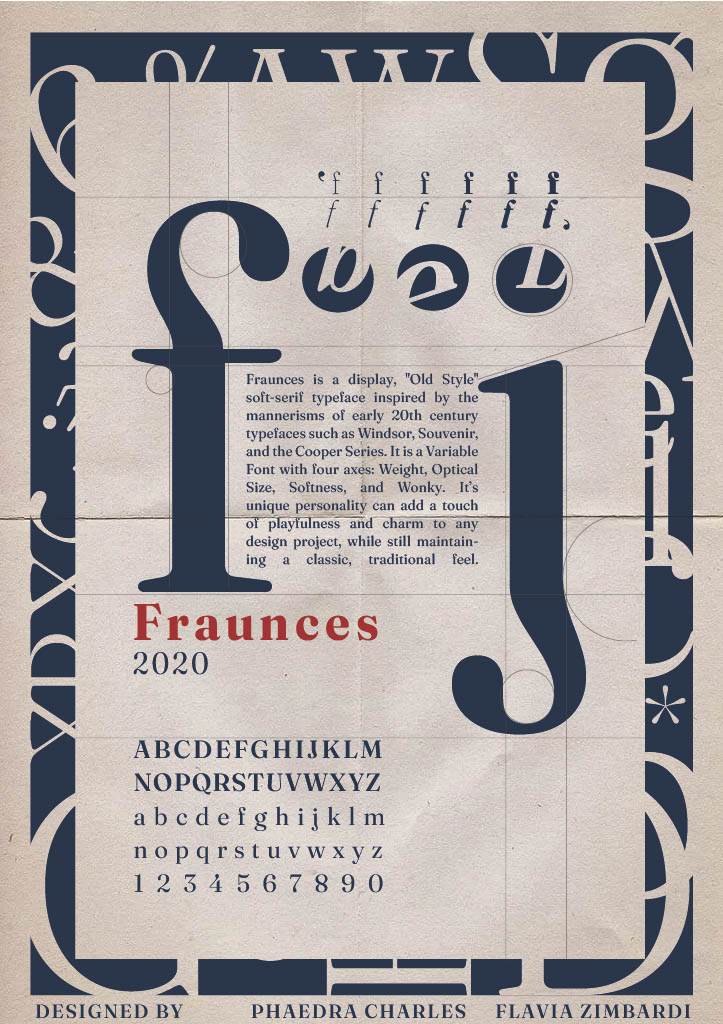 % A W S O
‘ f f f f f f
f f f f f f ,
f
Fraunces is a display, "Old Style"
soft-serif typeface inspired by the
mannerisms of early 20th century
typefaces such as Windsor, Souvenir,
and the Cooper Series. It is a Variable
Font with four axes: Weight, Optical
Size, Softness, and Wonky. It's
unique personality can add a touch
of playfulness and charm to any
design project, while still maintain-
ing a classic, traditional feel.
j
Fraunces
2020
ABCDEFGHIJKLM
NOPQRSTUVWXYZ
a b c d e f g h i j k l m
n o p q r s t u v w x y z
1 2 3 4 5 6 7 8 9 0
DESIGNED BY PHAEDRA CHARLES FLAVIA ZIMBARDI